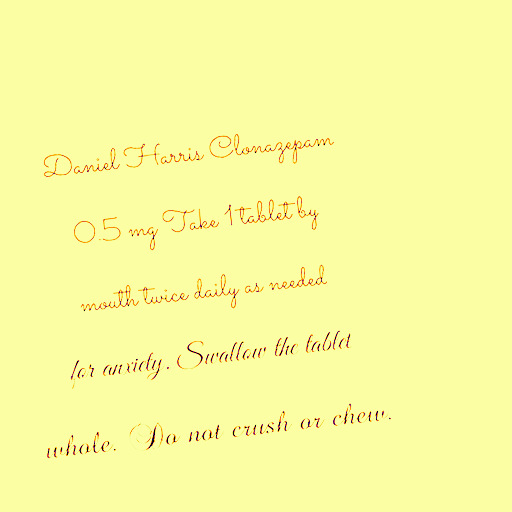 Daniel Harris Clonazepam
0.5 mg Take 1 tablet by
mouth twice daily as needed
for anxiety. Swallow the tablet
whole. Do not crush or chew.